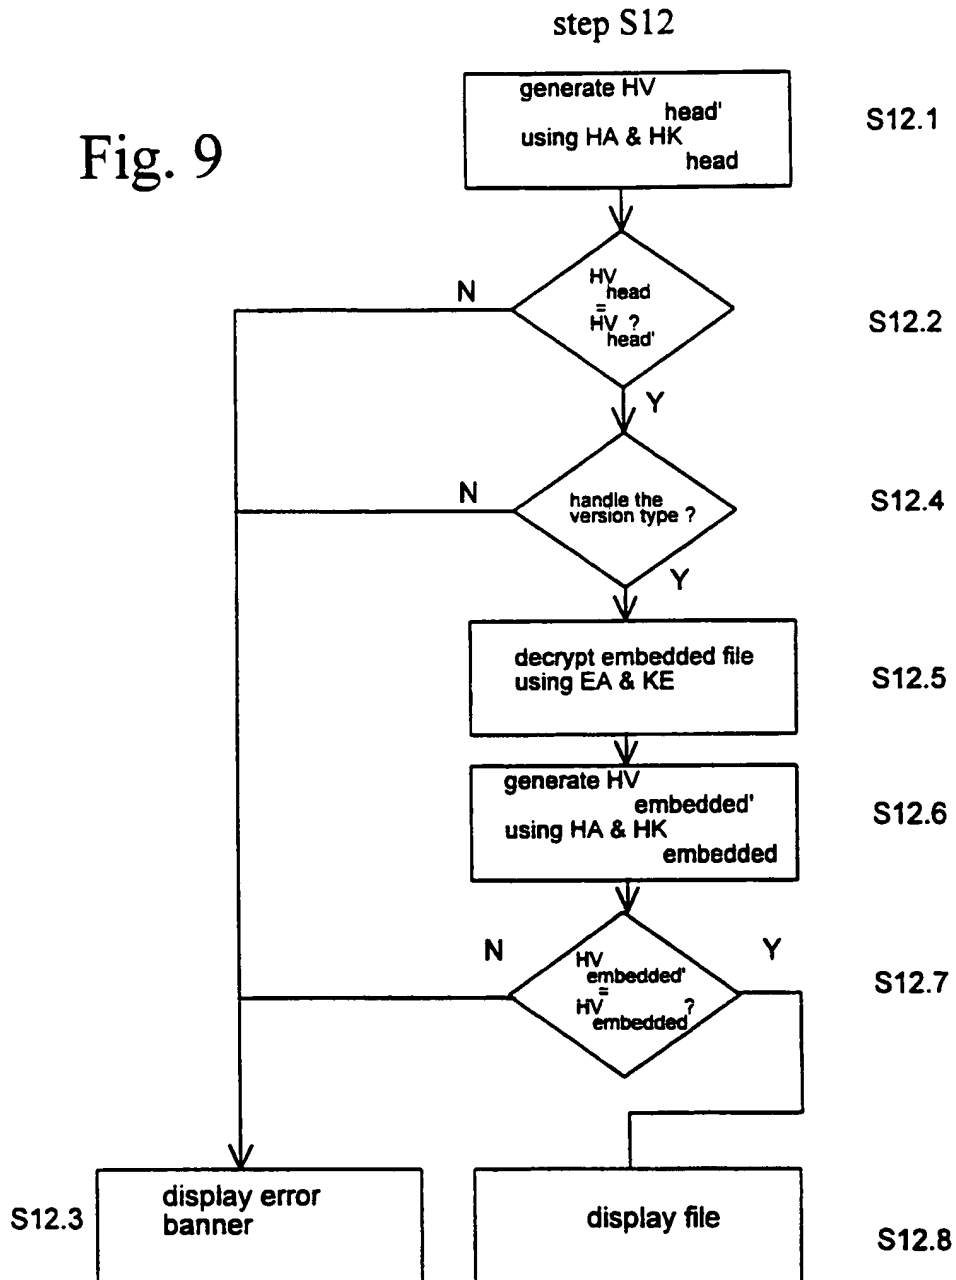 step S12
Fig. 9
generate HV
head'
using HA & HK
head
S12.1
N
HV
head
=
HV ?
head'
S12.2
Y
N
handle the
version type ?
S12.4
Y
decrypt embedded file
using EA & KE
S12.5
generate HV
embedded'
using HA & HK
embedded
S12.6
N
Y
HV
embedded'
=
HV ?
embedded
S12.7
S12.3
display error
banner
display file
S12.8